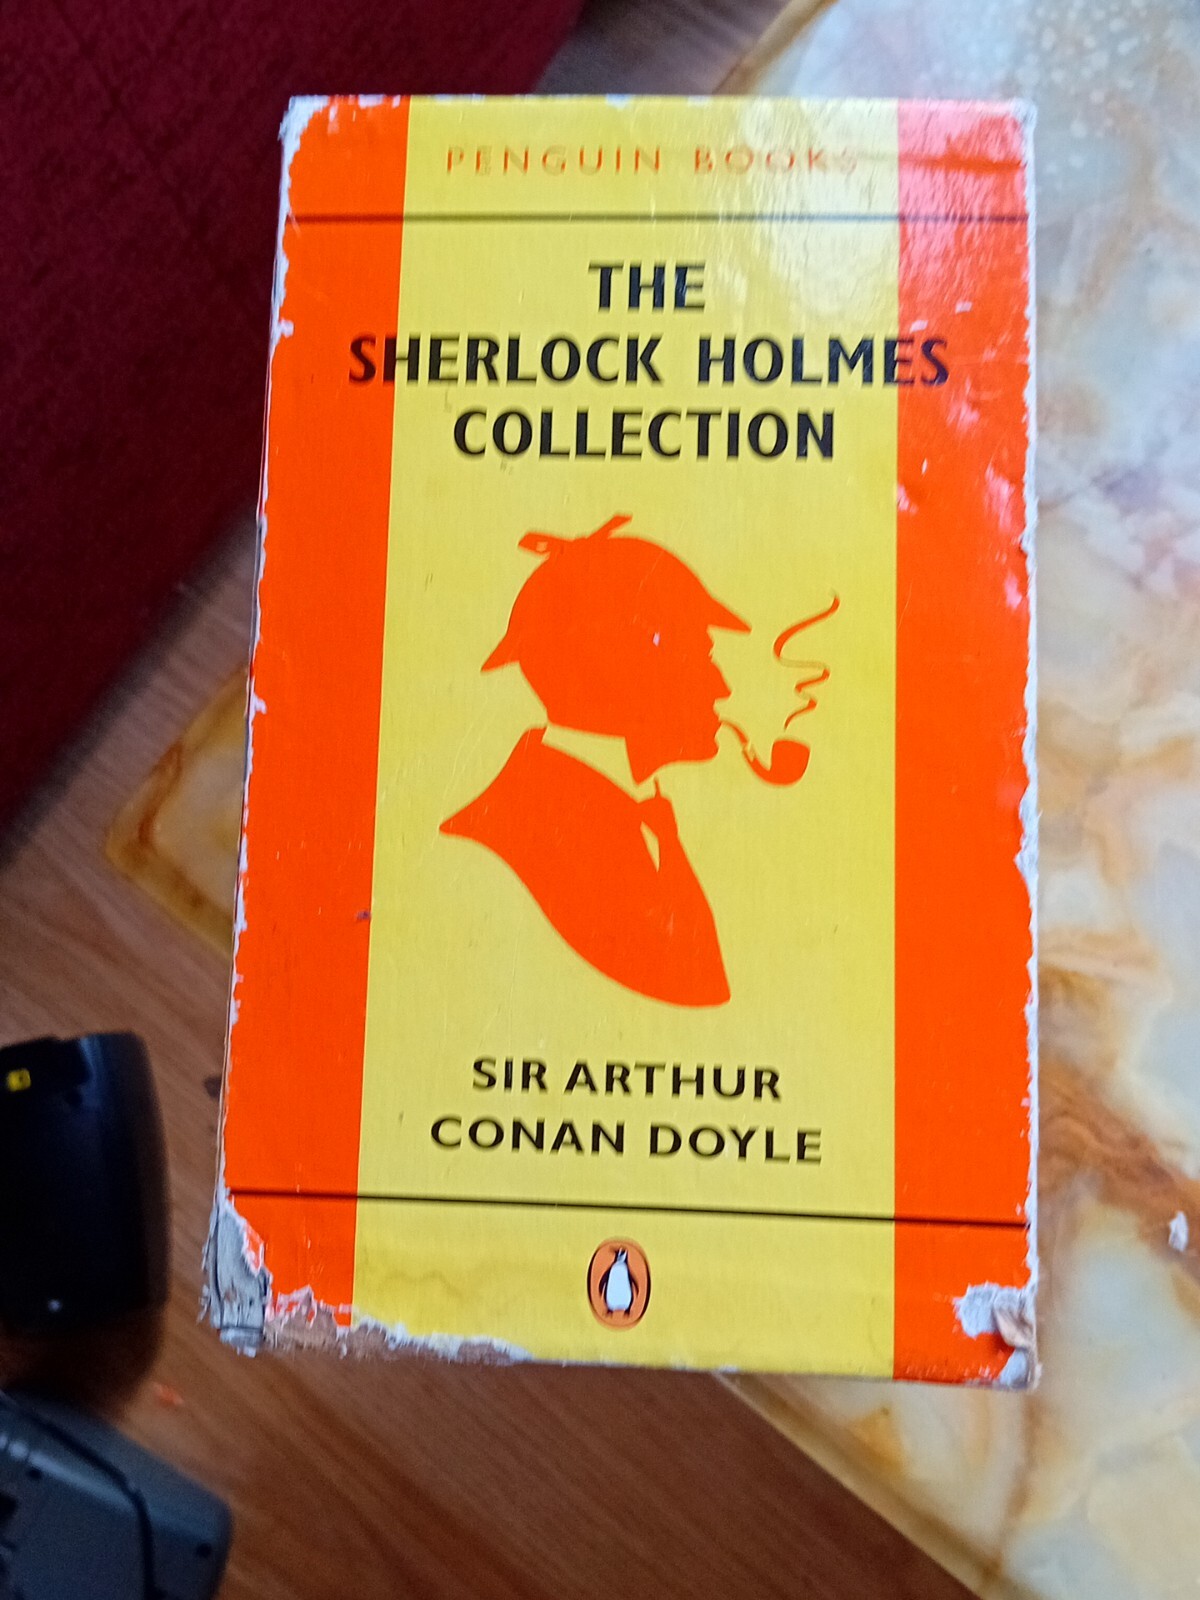 PENGUIN BOOKS
THE
SHERLOCK HOLMES
COLLECTION
SIR ARTHUR
CONAN DOYLE